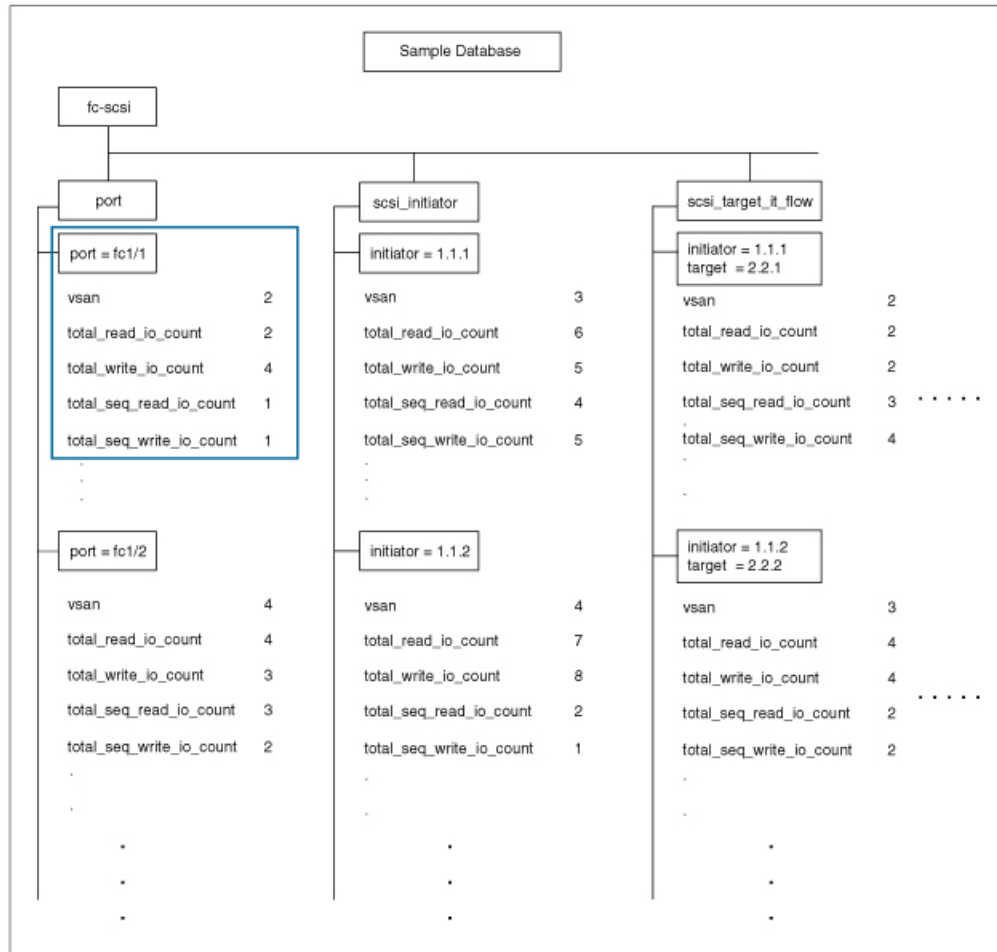 Sample Database
fc-scsi
port
port = fc1/1
vsan 2
total_read_io_count 2
total_write_io_count 4
total_seq_read_io_count 1
total_seq_write_io_count 1
port = fc1/2
vsan 4
total_read_io_count 4
total_write_io_count 3
total_seq_read_io_count 3
total_seq_write_io_count 2
scsi_initiator
initiator = 1.1.1
vsan 3
total_read_io_count 6
total_write_io_count 5
total_seq_read_io_count 4
total_seq_write_io_count 5
initiator = 1.1.2
vsan 4
total_read_io_count 7
total_write_io_count 8
total_seq_read_io_count 2
total_seq_write_io_count 1
scsi_target_it_flow
initiator = 1.1.1
target = 2.2.1
vsan 2
total_read_io_count 2
total_write_io_count 2
total_seq_read_io_count 3
total_seq_write_io_count 4
initiator = 1.1.2
target = 2.2.2
vsan 3
total_read_io_count 4
total_write_io_count 4
total_seq_read_io_count 2
total_seq_write_io_count 2